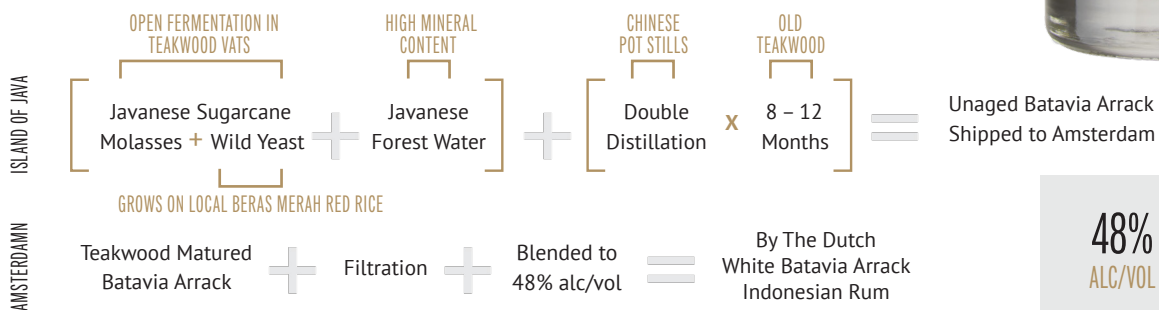 OPEN FERMENTATION IN
TEAKWOOD VATS
HIGH MINERAL
CONTENT
CHINESE
POT STILLS
OLD
TEAKWOOD
ISLAND OF JAVA
Javanese Sugarcane
Molasses + Wild Yeast
+
Javanese
Forest Water
+
Double
Distillation
x
8 – 12
Months
=
Unaged Batavia Arrack
Shipped to Amsterdam
GROWS ON LOCAL BERAS MERAH RED RICE
AMSTERDAMN
Teakwood Matured
Batavia Arrack
+
Filtration
+
Blended to
48% alc/vol
=
By The Dutch
White Batavia Arrack
Indonesian Rum
48%
ALC/VOL